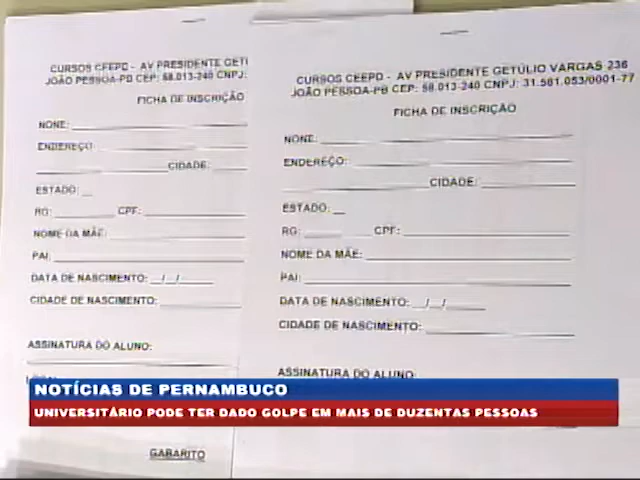 CURSOS CEEPD - AV PRESIDENTE GETÚ
JOÃO PESSOA-PB CEP: 58.013-240 CNPJ:
FICHA DE INSCRIÇÃO
NONE:
ENDEREÇO:
CIDADE:
ESTADO:
RG: CPF:
NOME DA MÃE:
PAI:
DATA DE NASCIMENTO: _/_/
CIDADE DE NASCIMENTO:
ASSINATURA DO ALUNO:
GABARITO
CURSOS CEEPD - AV PRESIDENTE GETÚLIO VARGAS 236
JOÃO PESSOA-PB CEP: 58.013-240 CNPJ: 31.581.053/0001-77
FICHA DE INSCRIÇÃO
NONE:
ENDEREÇO:
CIDADE:
ESTADO:
RG: CPF:
NOME DA MÃE:
PAI:
DATA DE NASCIMENTO: _/_/
CIDADE DE NASCIMENTO:
ASSINATURA DO ALUNO:
NOTÍCIAS DE PERNAMBUCO
UNIVERSITÁRIO PODE TER DADO GOLPE EM MAIS DE DUZENTAS PESSOAS